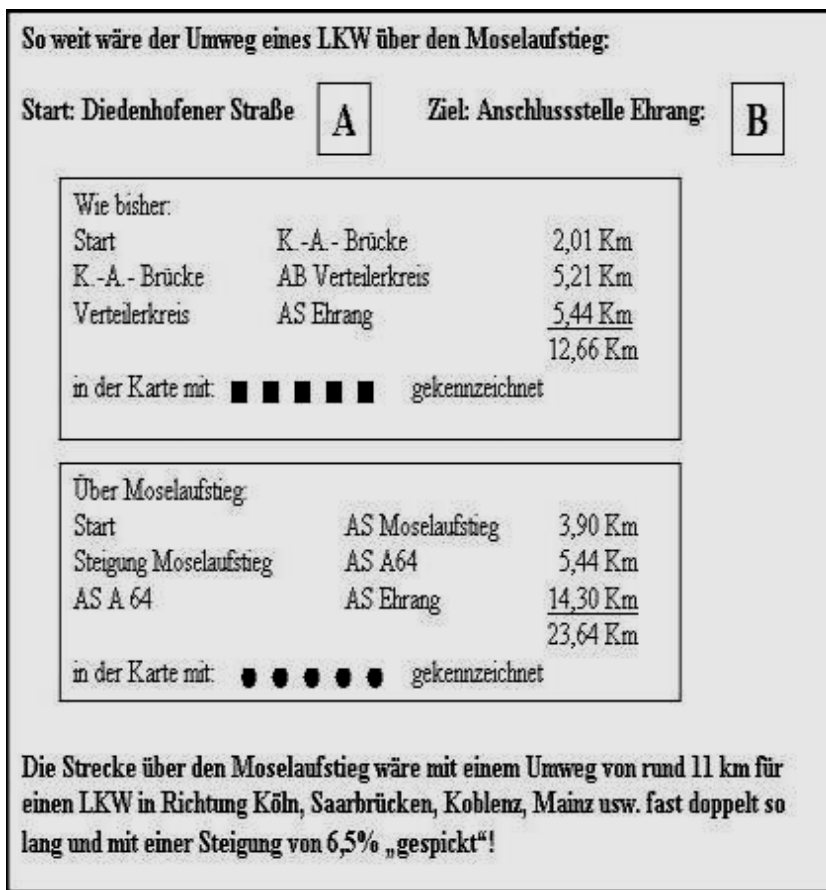 So weit wäre der Umweg eines LKW über den Moselaufstieg:
Start: Diedenhofener Straße A Ziel: Anschlussstelle Ehrang: B
Wie bisher:
Start K.-A.- Brücke 2,01 Km
K.-A.- Brücke AB Verteilerkreis 5,21 Km
Verteilerkreis AS Ehrang 5,44 Km
12,66 Km
in der Karte mit: ■ ■ ■ ■ ■ gekennzeichnet
Über Moselaufstieg:
Start AS Moselaufstieg 3,90 Km
Steigung Moselaufstieg AS A64 5,44 Km
AS A 64 AS Ehrang 14,30 Km
23,64 Km
in der Karte mit: ● ● ● ● ● gekennzeichnet
Die Strecke über den Moselaufstieg wäre mit einem Umweg von rund 11 km für
einen LKW in Richtung Köln, Saarbrücken, Koblenz, Mainz usw. fast doppelt so
lang und mit einer Steigung von 6,5% „gespickt“!